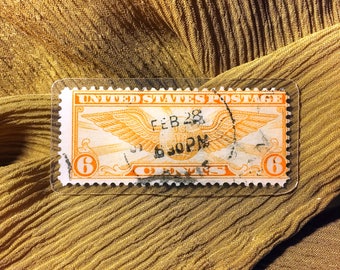 UNITED STATES POSTAGE
FEB 28
6 30 PM
6 CENTS 6